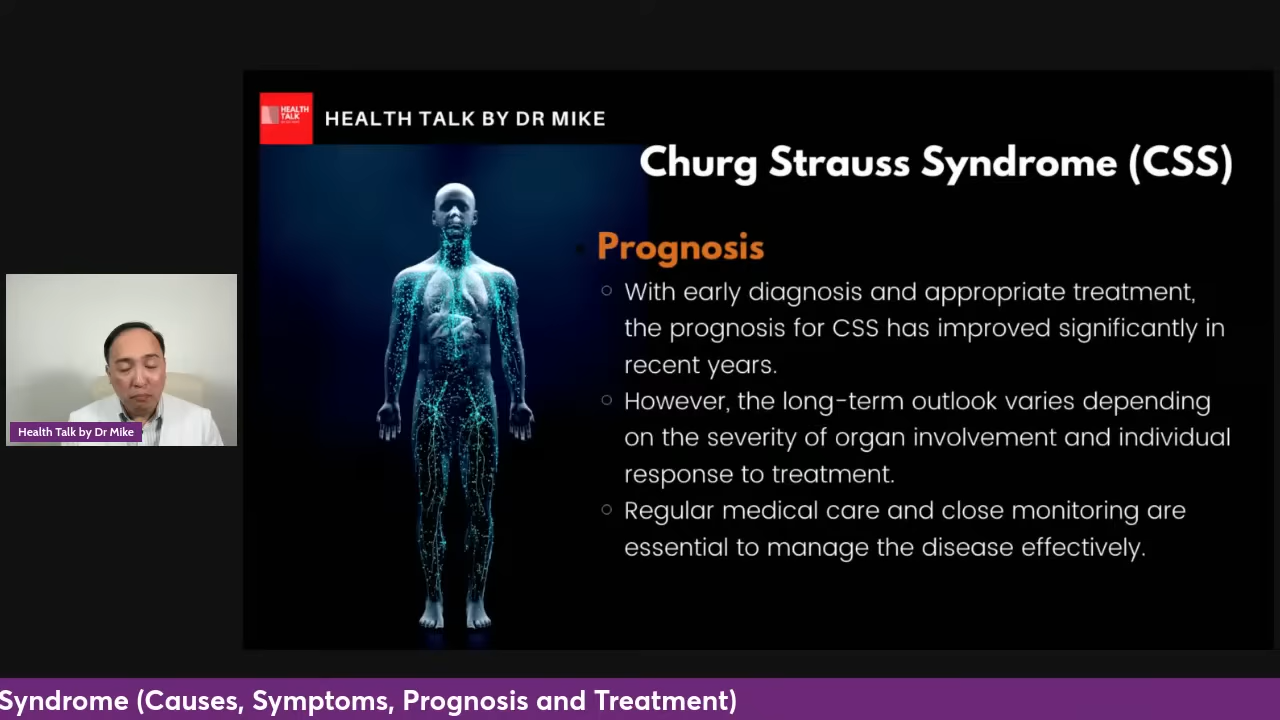 HEALTH
TALK
HEALTH TALK BY DR MIKE
Churg Strauss Syndrome (CSS)
Prognosis
With early diagnosis and appropriate treatment,
the prognosis for CSS has improved significantly in
recent years.
However, the long-term outlook varies depending
on the severity of organ involvement and individual
response to treatment.
Regular medical care and close monitoring are
essential to manage the disease effectively.
Health Talk by Dr Mike
Syndrome (Causes, Symptoms, Prognosis and Treatment)